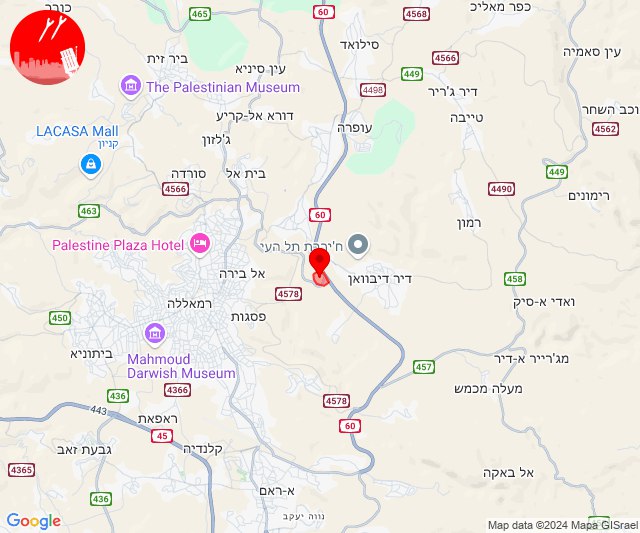 כפר מאליכ
כורב
465
60
4568
סילואד
עין סאמיה
ביר זית
4566
עין סיניא
449
The Palestinian Museum
4498
דיר ג'ריר
וכב השחר
דורא אל-קריע
טייבה
עופרה
4562
LACASA Mall
קניון
ג'לזון
449
בית אל
סורדה
4566
4490
רימונים
463
60
רמון
Palestine Plaza Hotel
ח'ירבת תל העי
אל בירה
דיר דיבוואן
458
4578
רמאללה
ואדי א-סיק
450
פסגות
ביתוניא
Mahmoud
Darwish Museum
מג'רייר א-דיר
457
4366
מעלה מכמש
436
4578
443
ראפאת
60
45
קלנדיה
גבעת זאב
4365
אל באקה
436
א-ראם
נווה יעקב
Google
Map data ©2024 Mapa GISrael